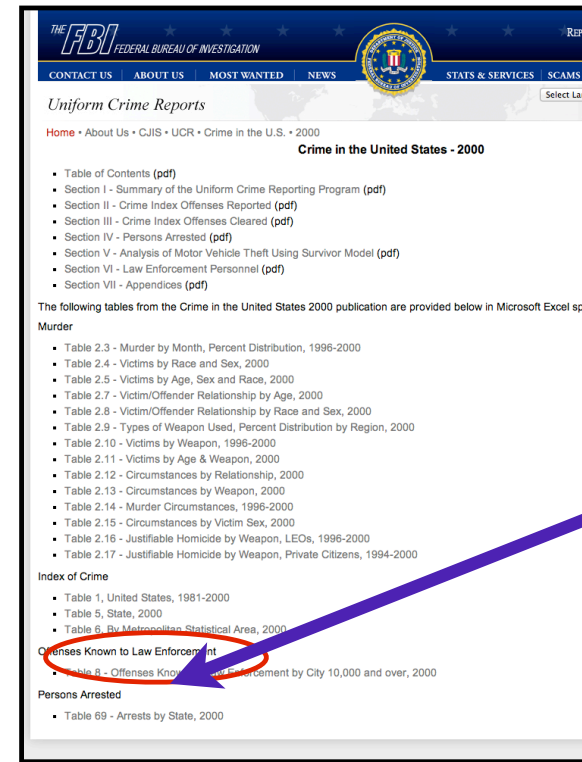 THE FBI FEDERAL BUREAU OF INVESTIGATION
REP
CONTACT US ABOUT US MOST WANTED NEWS STATS & SERVICES SCAMS
Uniform Crime Reports
Select La
Home • About Us • CJIS • UCR • Crime in the U.S. • 2000
Crime in the United States - 2000
Table of Contents (pdf)
Section I - Summary of the Uniform Crime Reporting Program (pdf)
Section II - Crime Index Offenses Reported (pdf)
Section III - Crime Index Offenses Cleared (pdf)
Section IV - Persons Arrested (pdf)
Section V - Analysis of Motor Vehicle Theft Using Survivor Model (pdf)
Section VI - Law Enforcement Personnel (pdf)
Section VII - Appendices (pdf)
The following tables from the Crime in the United States 2000 publication are provided below in Microsoft Excel sp
Murder
Table 2.3 - Murder by Month, Percent Distribution, 1996-2000
Table 2.4 - Victims by Race and Sex, 2000
Table 2.5 - Victims by Age, Sex and Race, 2000
Table 2.7 - Victim/Offender Relationship by Age, 2000
Table 2.8 - Victim/Offender Relationship by Race and Sex, 2000
Table 2.9 - Types of Weapon Used, Percent Distribution by Region, 2000
Table 2.10 - Victims by Weapon, 1996-2000
Table 2.11 - Victims by Age & Weapon, 2000
Table 2.12 - Circumstances by Relationship, 2000
Table 2.13 - Circumstances by Weapon, 2000
Table 2.14 - Murder Circumstances, 1996-2000
Table 2.15 - Circumstances by Victim Sex, 2000
Table 2.16 - Justifiable Homicide by Weapon, LEOs, 1996-2000
Table 2.17 - Justifiable Homicide by Weapon, Private Citizens, 1994-2000
Index of Crime
Table 1, United States, 1981-2000
Table 5, State, 2000
Table 6, By Metropolitan Statistical Area, 2000
Offenses Known to Law Enforcement
Table 8 - Offenses Know Enforcement by City 10,000 and over, 2000
Persons Arrested
Table 69 - Arrests by State, 2000